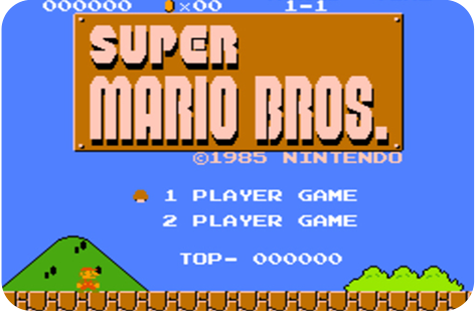 000000 ×00 1-1
SUPER
MARIO BROS.
©1985 NINTENDO
1 PLAYER GAME
2 PLAYER GAME
TOP- 000000